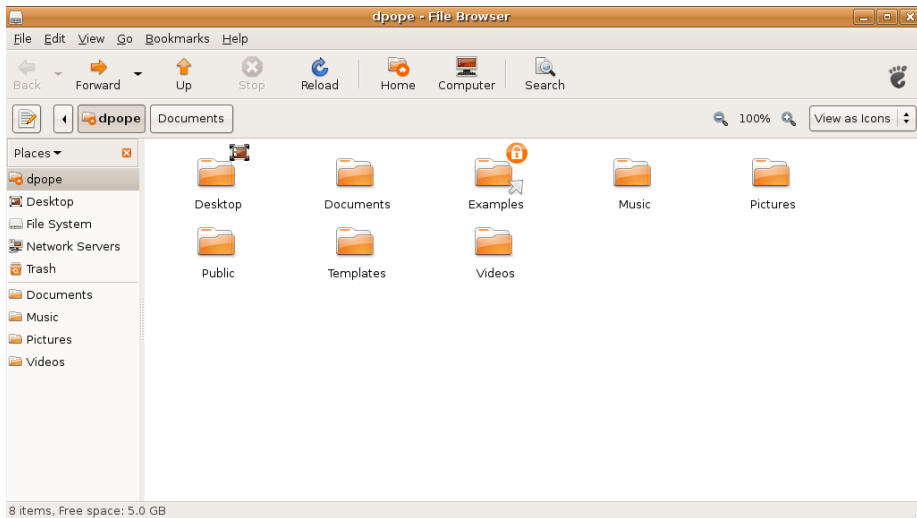 dpope - File Browser
File Edit View Go Bookmarks Help
Back Forward Up Stop Reload Home Computer Search
dpope Documents 100% View as Icons
Places
dpope
Desktop
File System
Network Servers
Trash
Documents
Music
Pictures
Videos
Desktop Documents Examples Music Pictures
Public Templates Videos
8 items, Free space: 5.0 GB